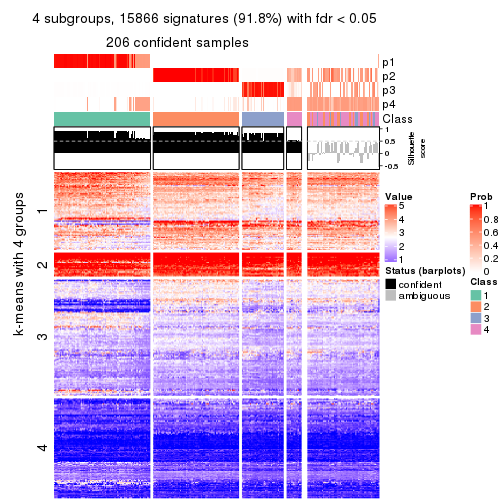 4 subgroups, 15866 signatures (91.8%) with fdr < 0.05
206 confident samples
p1
p2
p3
p4
Class
1
0.5
0
-0.5
Silhouette
score
k-means with 4 groups
1
2
3
4
Value
5
4
3
2
1
Status (barplots)
confident
ambiguous
Prob
1
0.8
0.6
0.4
0.2
0
Class
1
2
3
4